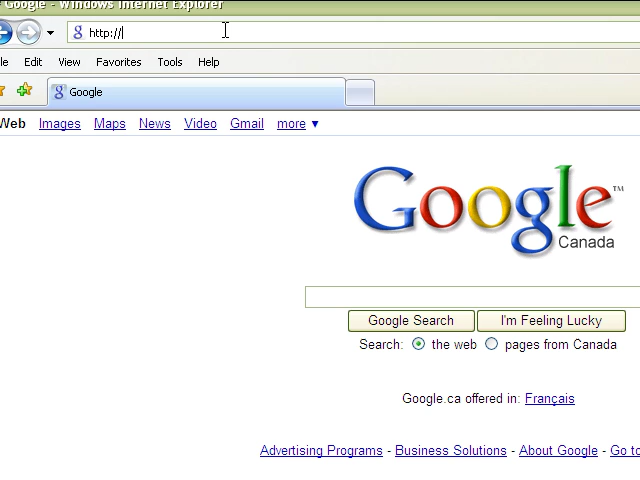 Google - Windows Internet Explorer
http://
Edit View Favorites Tools Help
Google
Web Images Maps News Video Gmail more ▼
Google™
Canada
Google Search I'm Feeling Lucky
Search: the web pages from Canada
Google.ca offered in: Français
Advertising Programs - Business Solutions - About Google - Go to